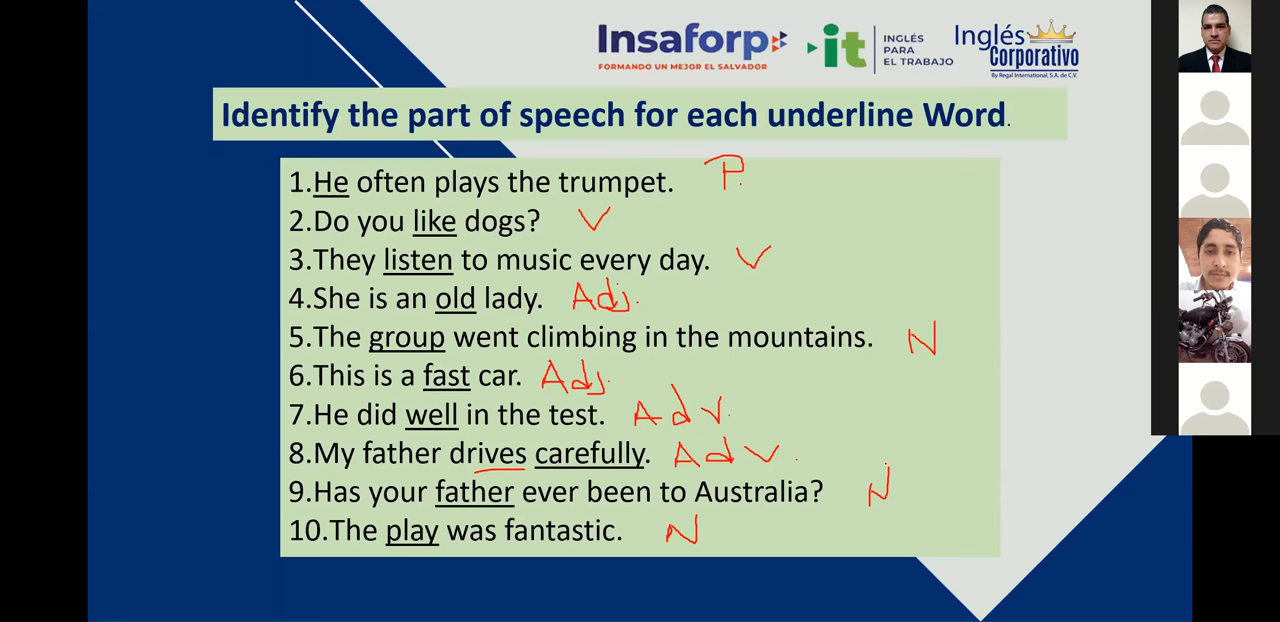 Insaforp
FORMANDO UN MEJOR EL SALVADOR
it
INGLÉS
PARA
EL TRABAJO
Inglés
Corporativo
By Regal International, S.A. de C.V.
Identify the part of speech for each underline Word.
1.He often plays the trumpet. P.
2.Do you like dogs? V
3.They listen to music every day. V
4.She is an old lady. Adj.
5.The group went climbing in the mountains. N
6.This is a fast car. Adj.
7.He did well in the test. Adv.
8.My father drives carefully. Adv.
9.Has your father ever been to Australia? N
10.The play was fantastic. N